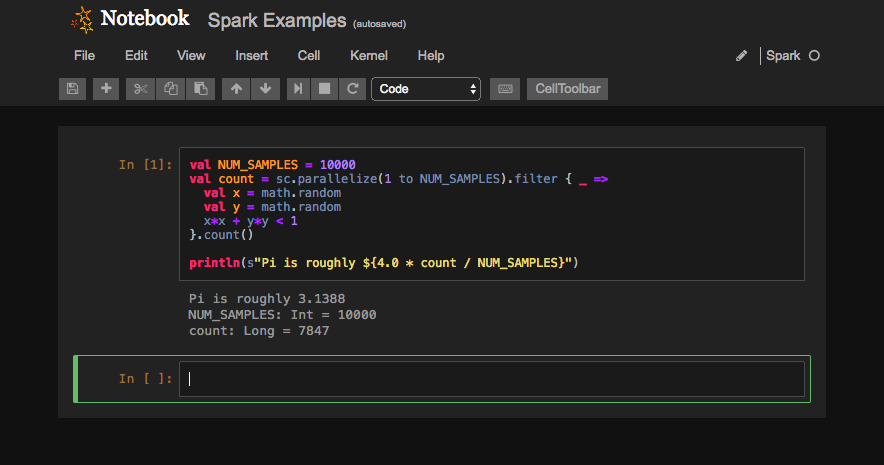 Notebook Spark Examples (autosaved)
File Edit View Insert Cell Kernel Help Spark
Code CellToolbar
In [1]: val NUM_SAMPLES = 10000
val count = sc.parallelize(1 to NUM_SAMPLES).filter { _ =>
  val x = math.random
  val y = math.random
  x*x + y*y < 1
}.count()
println(s"Pi is roughly ${4.0 * count / NUM_SAMPLES}")
Pi is roughly 3.1388
NUM_SAMPLES: Int = 10000
count: Long = 7847
In [ ]: